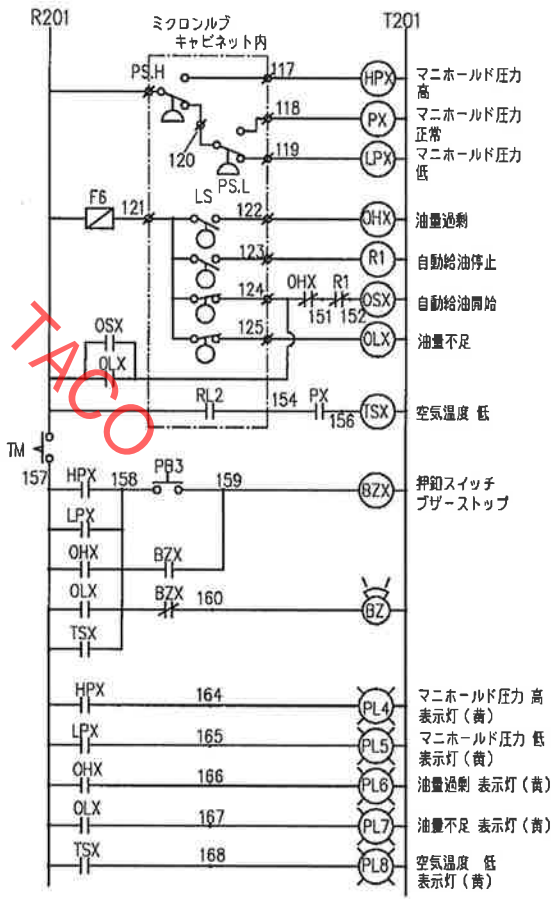 R201
T201
ミクロンルブ
キャビネット内
PS.H
117
HPX
マニホールド圧力
高
118
PX
マニホールド圧力
正常
120
119
LPX
マニホールド圧力
低
PS.L
LS
F6
121
122
OHX
油量過剰
123
R1
自動給油停止
124
OHX
R1
151
152
OSX
自動給油開始
125
OLX
油量不足
OSX
OLX
TACO
RL2
154
PX
156
TSX
空気温度 低
TM
157
HPX
158
PB3
159
BZX
押釦スイッチ
ブザーストップ
LPX
OHX
BZX
OLX
BZX
160
BZ
TSX
HPX
164
PL4
マニホールド圧力 高
表示灯(黄)
LPX
165
PL5
マニホールド圧力 低
表示灯(黄)
OHX
166
PL6
油量過剰 表示灯(黄)
OLX
167
PL7
油量不足 表示灯(黄)
TSX
168
PL8
空気温度 低
表示灯(黄)